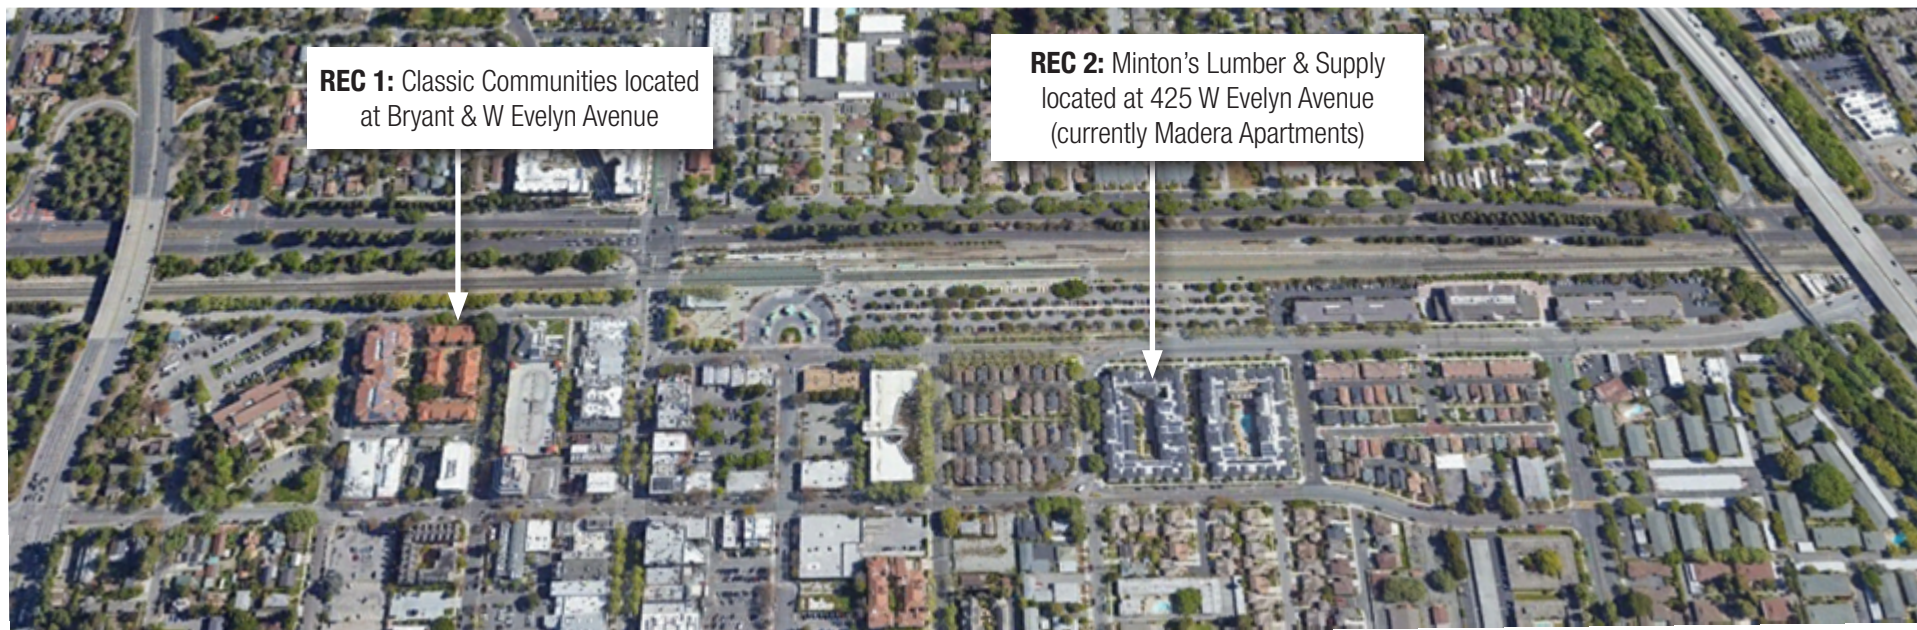 REC 1: Classic Communities located
at Bryant & W Evelyn Avenue
REC 2: Minton’s Lumber & Supply
located at 425 W Evelyn Avenue
(currently Madera Apartments)